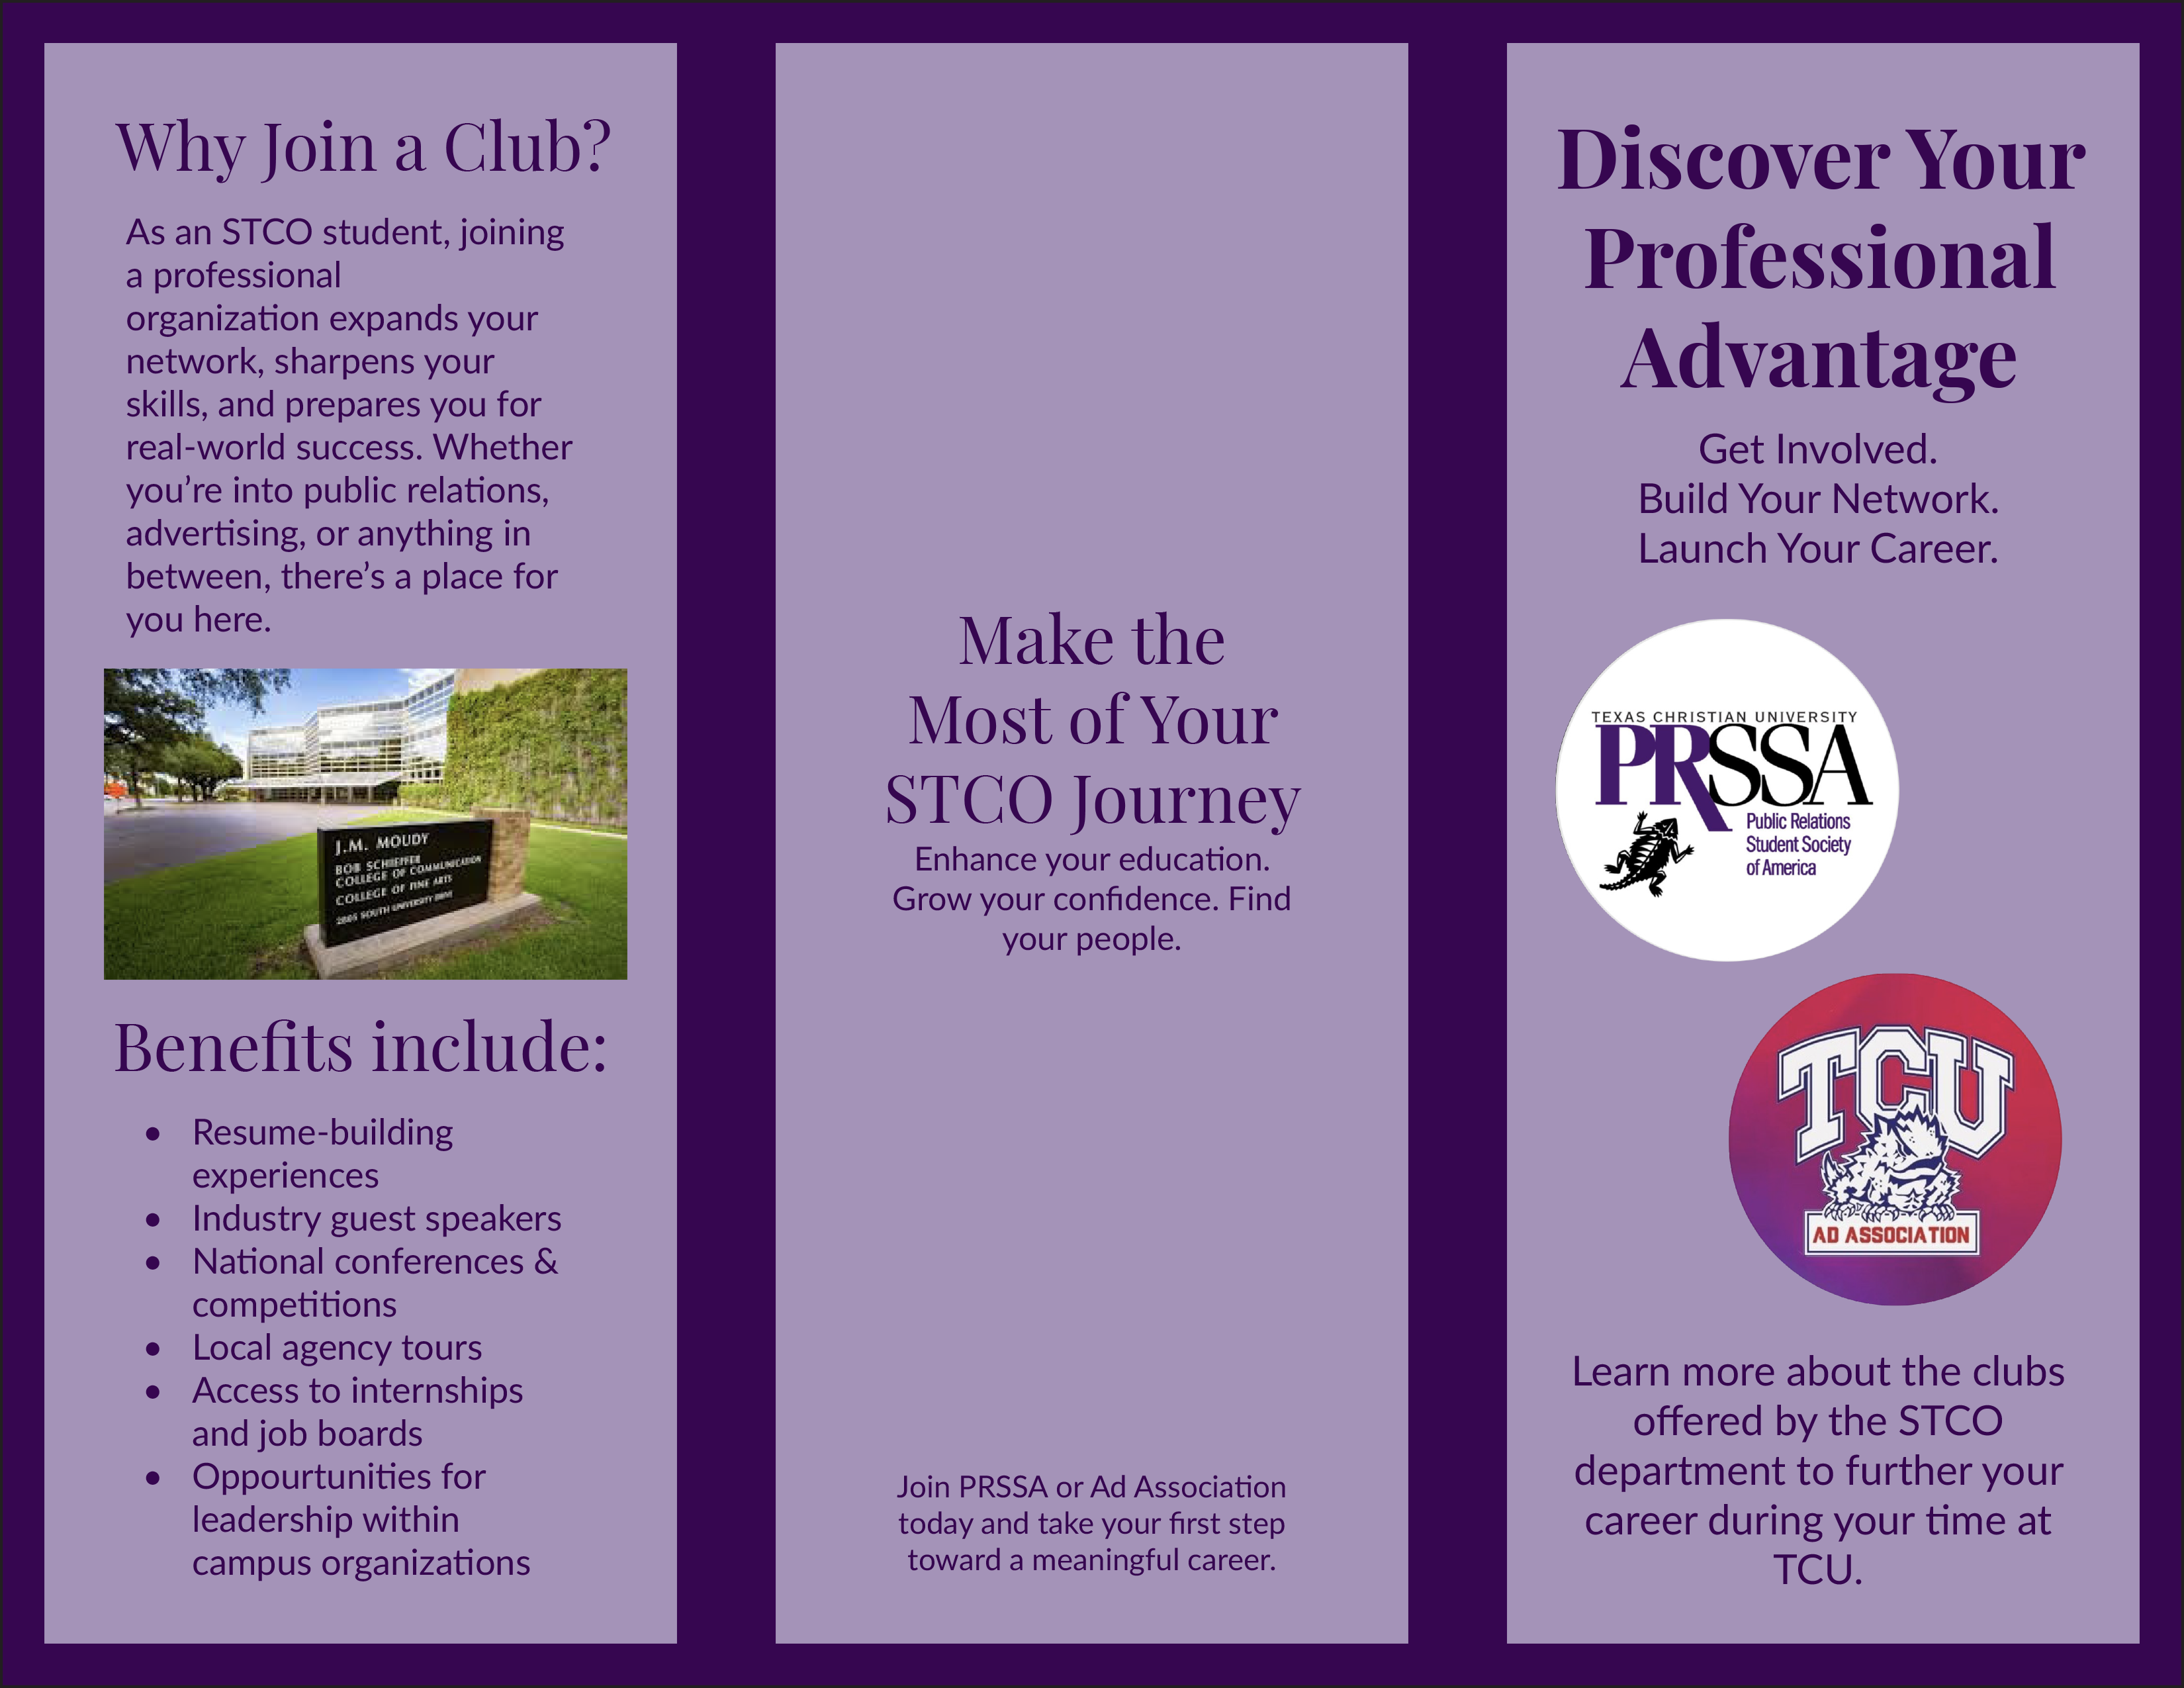 Why Join a Club?
As an STCO student, joining
a professional
organization expands your
network, sharpens your
skills, and prepares you for
real-world success. Whether
you’re into public relations,
advertising, or anything in
between, there’s a place for
you here.
J.M. MOUDY
BOB SCHIEFFER
COLLEGE OF COMMUNICATION
COLLEGE OF FINE ARTS
2805 SOUTH UNIVERSITY DRIVE
Benefits include:
• Resume-building
experiences
• Industry guest speakers
• National conferences &
competitions
• Local agency tours
• Access to internships
and job boards
• Oppourtunities for
leadership within
campus organizations
Make the
Most of Your
STCO Journey
Enhance your education.
Grow your confidence. Find
your people.
Join PRSSA or Ad Association
today and take your first step
toward a meaningful career.
Discover Your
Professional
Advantage
Get Involved.
Build Your Network.
Launch Your Career.
TEXAS CHRISTIAN UNIVERSITY
PRSSA
Public Relations
Student Society
of America
TCU
AD ASSOCIATION
Learn more about the clubs
offered by the STCO
department to further your
career during your time at
TCU.